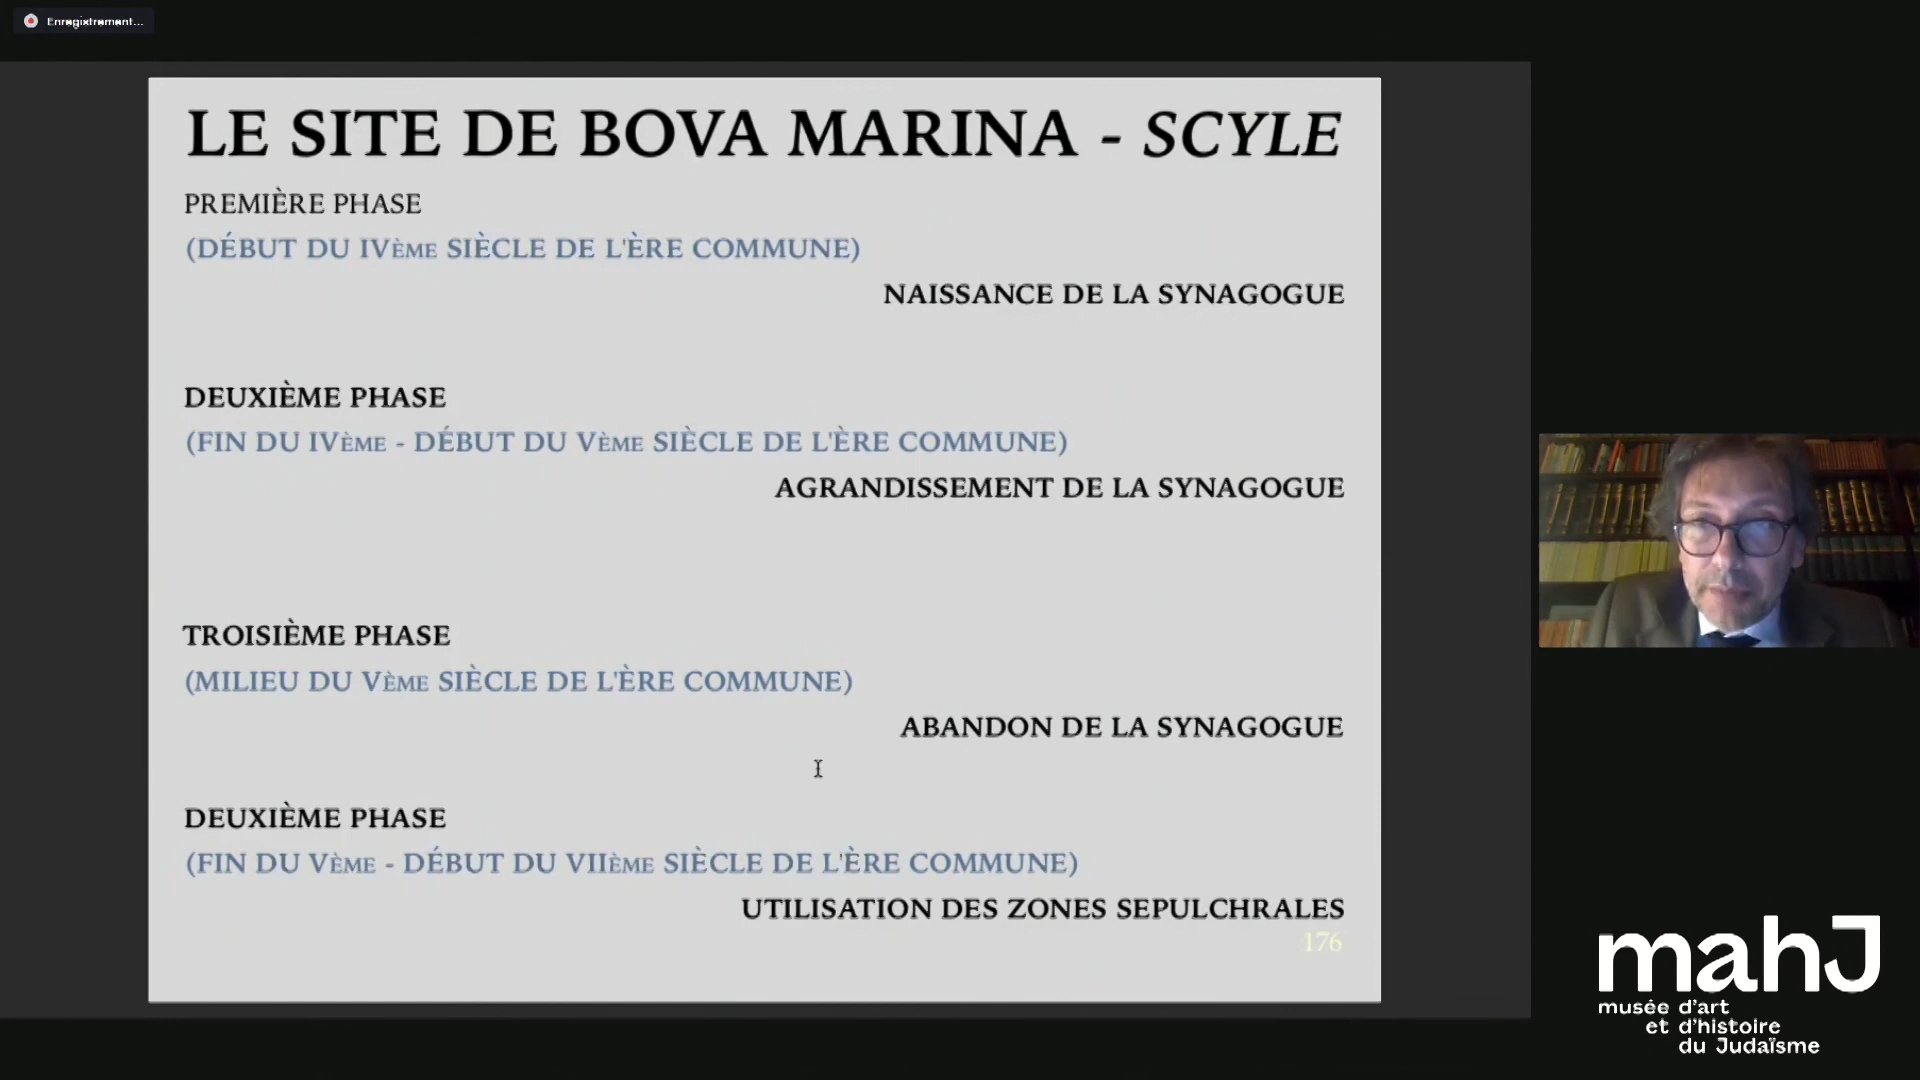 Enregistrement...
LE SITE DE BOVA MARINA - SCYLE
PREMIÈRE PHASE
(DÉBUT DU IVÈME SIÈCLE DE L'ÈRE COMMUNE)
NAISSANCE DE LA SYNAGOGUE
DEUXIÈME PHASE
(FIN DU IVÈME - DÉBUT DU VÈME SIÈCLE DE L'ÈRE COMMUNE)
AGRANDISSEMENT DE LA SYNAGOGUE
TROISIÈME PHASE
(MILIEU DU VÈME SIÈCLE DE L'ÈRE COMMUNE)
ABANDON DE LA SYNAGOGUE
DEUXIÈME PHASE
(FIN DU VÈME - DÉBUT DU VIIÈME SIÈCLE DE L'ÈRE COMMUNE)
UTILISATION DES ZONES SEPULCHRALES
176
mahJ
musée d'art
et d'histoire
du Judaïsme